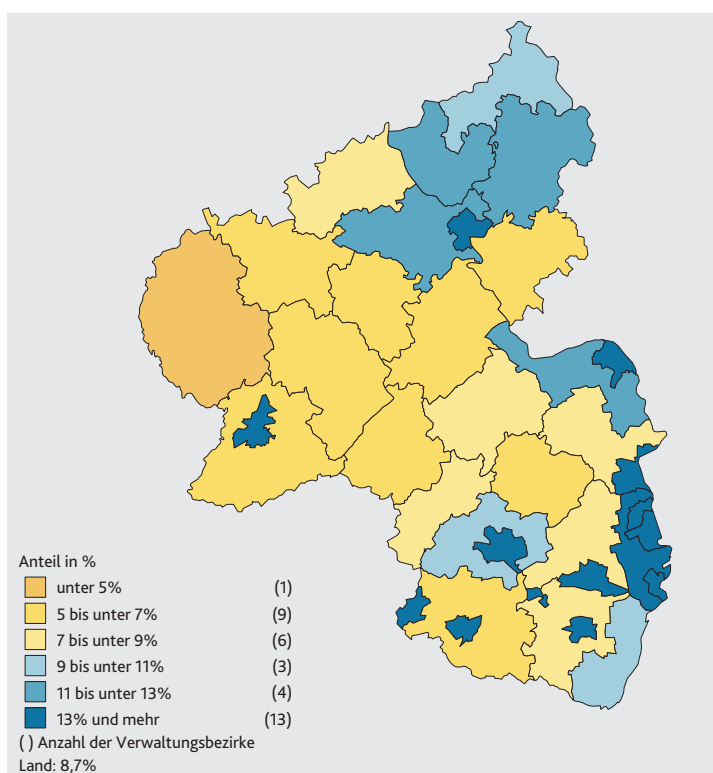 Anteil in %
unter 5% (1)
5 bis unter 7% (9)
7 bis unter 9% (6)
9 bis unter 11% (3)
11 bis unter 13% (4)
13% und mehr (13)
( ) Anzahl der Verwaltungsbezirke
Land: 8,7%